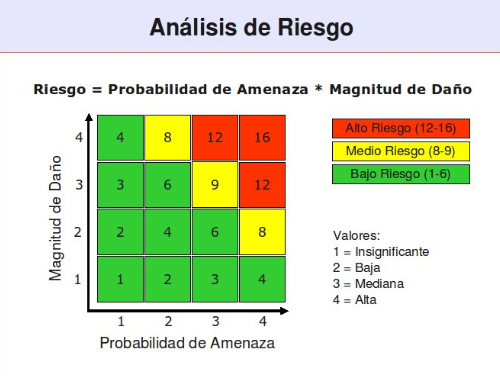 Análisis de Riesgo
Riesgo = Probabilidad de Amenaza * Magnitud de Daño
Magnitud de Daño
4 4 8 12 16
3 3 6 9 12
2 2 4 6 8
1 1 2 3 4
1 2 3 4
Probabilidad de Amenaza
Alto Riesgo (12-16)
Medio Riesgo (8-9)
Bajo Riesgo (1-6)
Valores:
1 = Insignificante
2 = Baja
3 = Mediana
4 = Alta